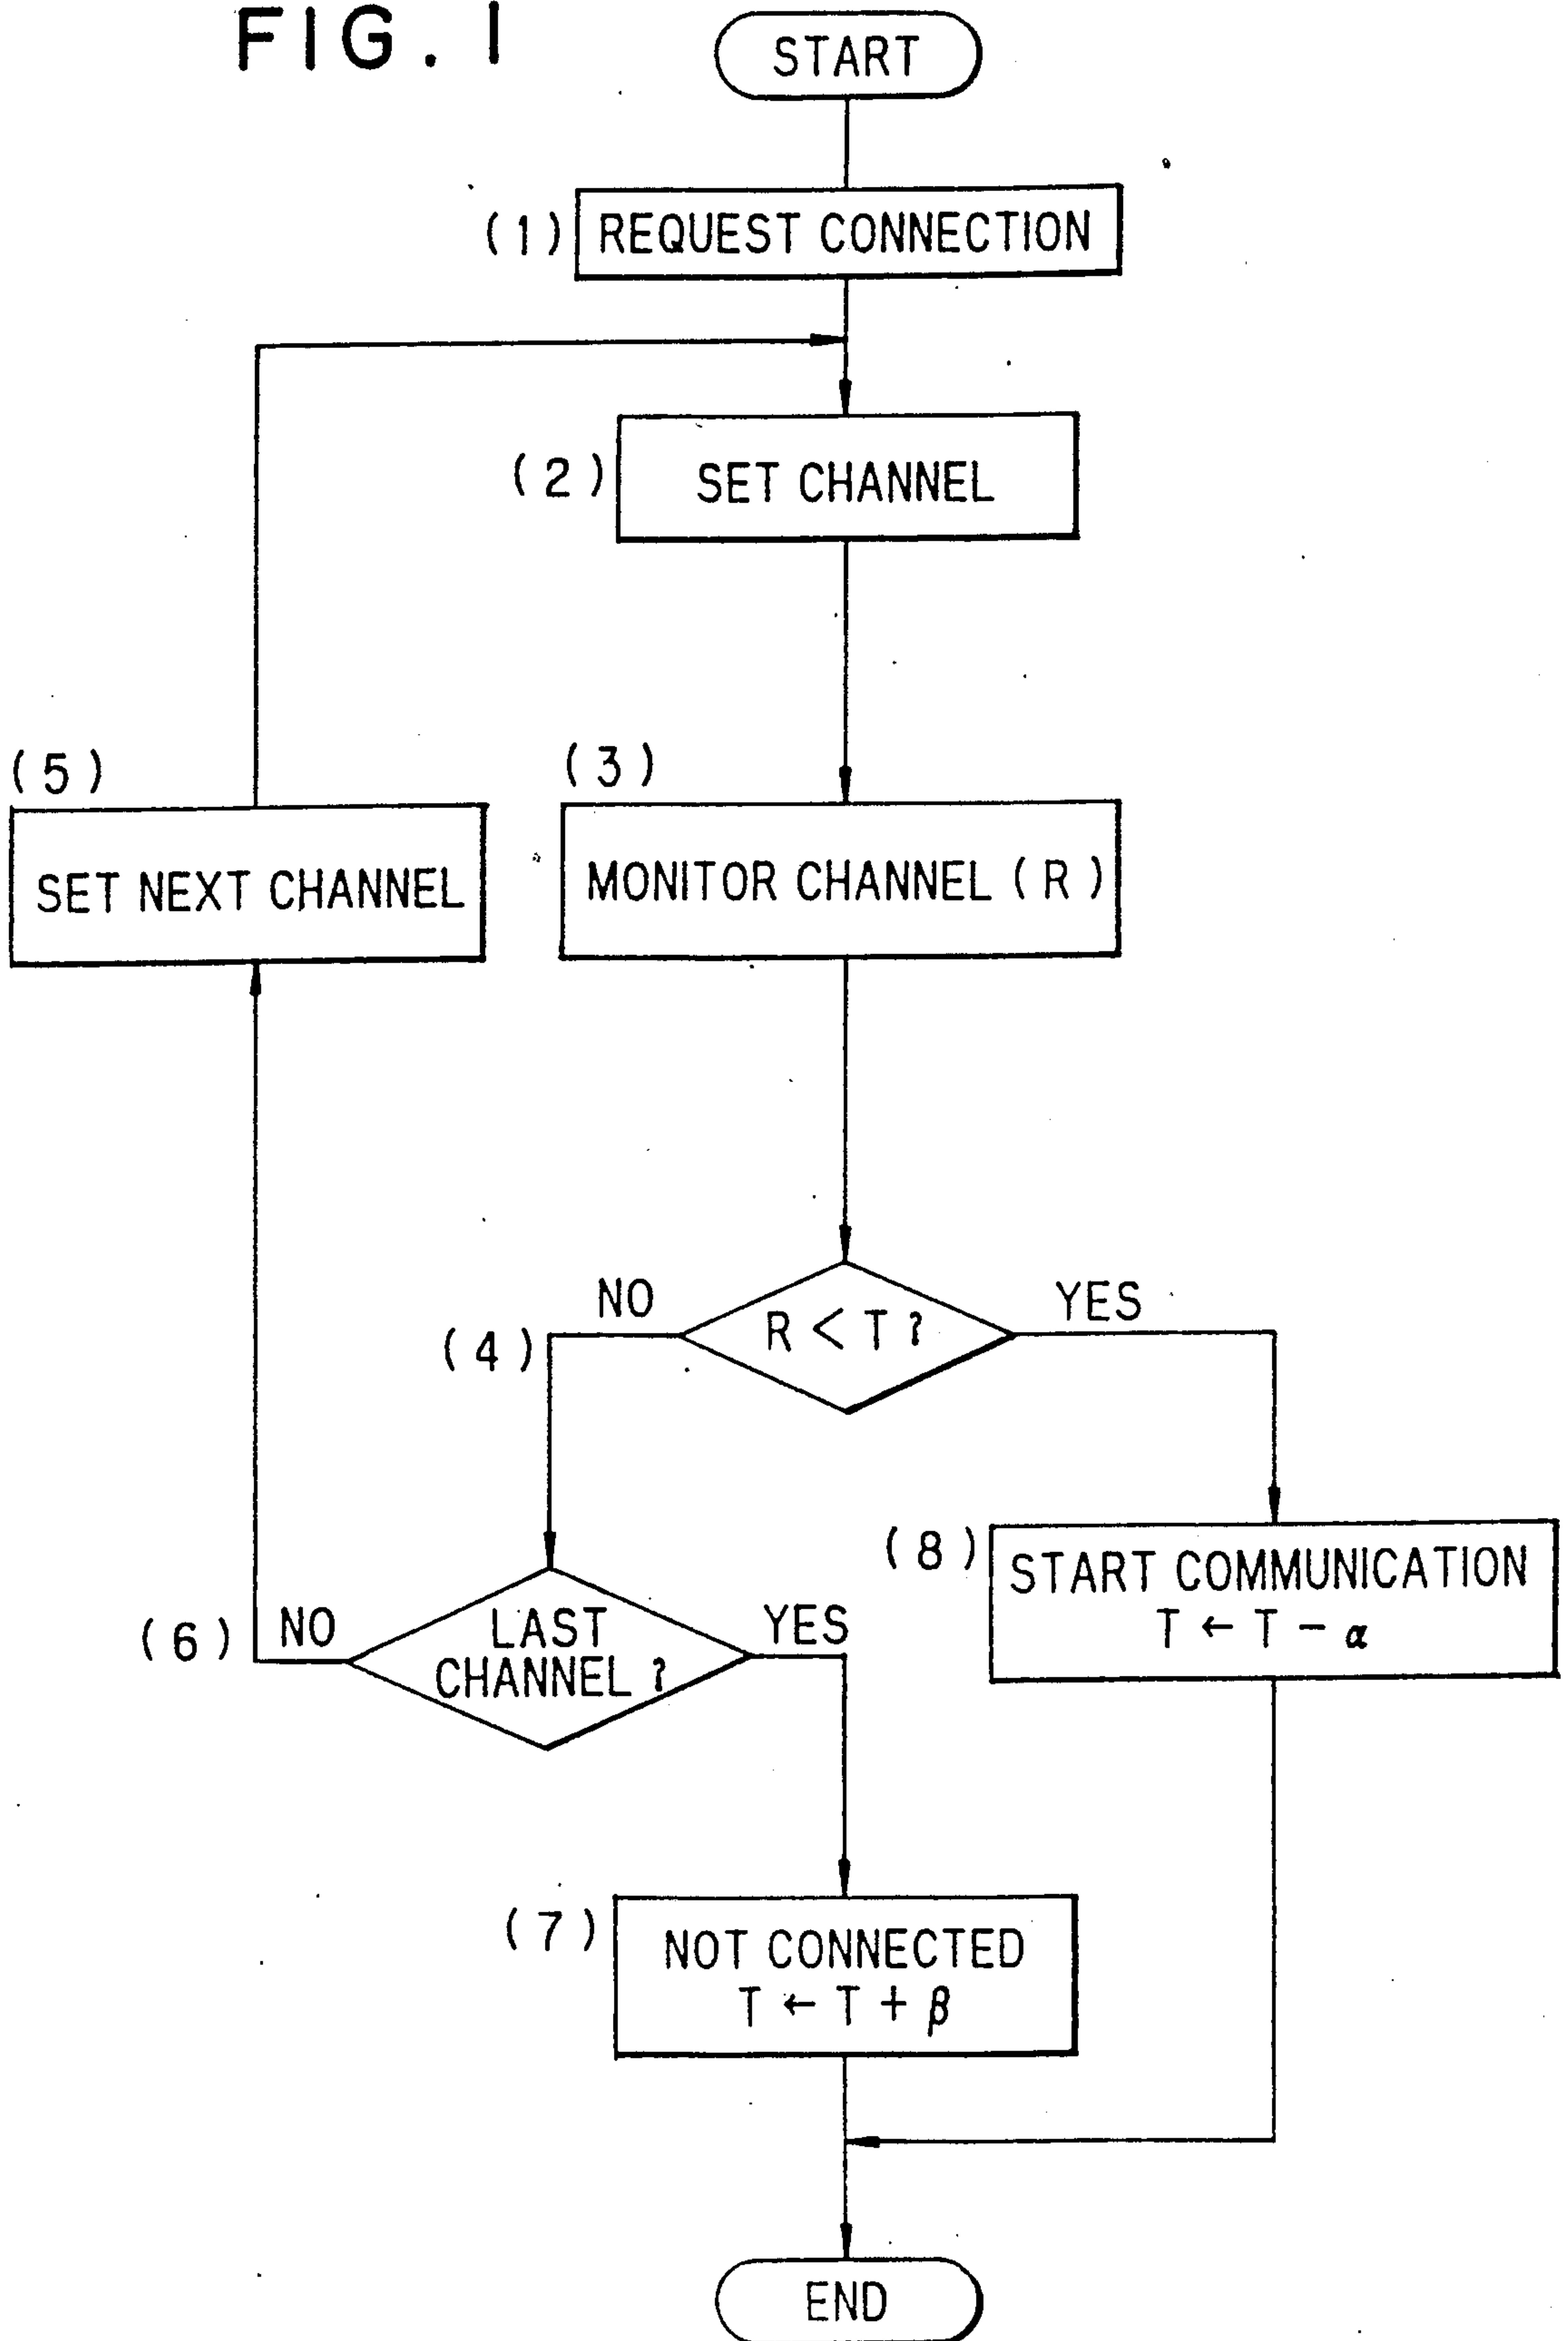 FIG. 1
START
(1)
REQUEST CONNECTION
(2)
SET CHANNEL
(5)
(3)
SET NEXT CHANNEL
MONITOR CHANNEL (R)
NO
R < T ?
YES
(4)
(8)
START COMMUNICATION
T ← T - α
(6)
NO
LAST
CHANNEL ?
YES
(7)
NOT CONNECTED
T ← T + β
END